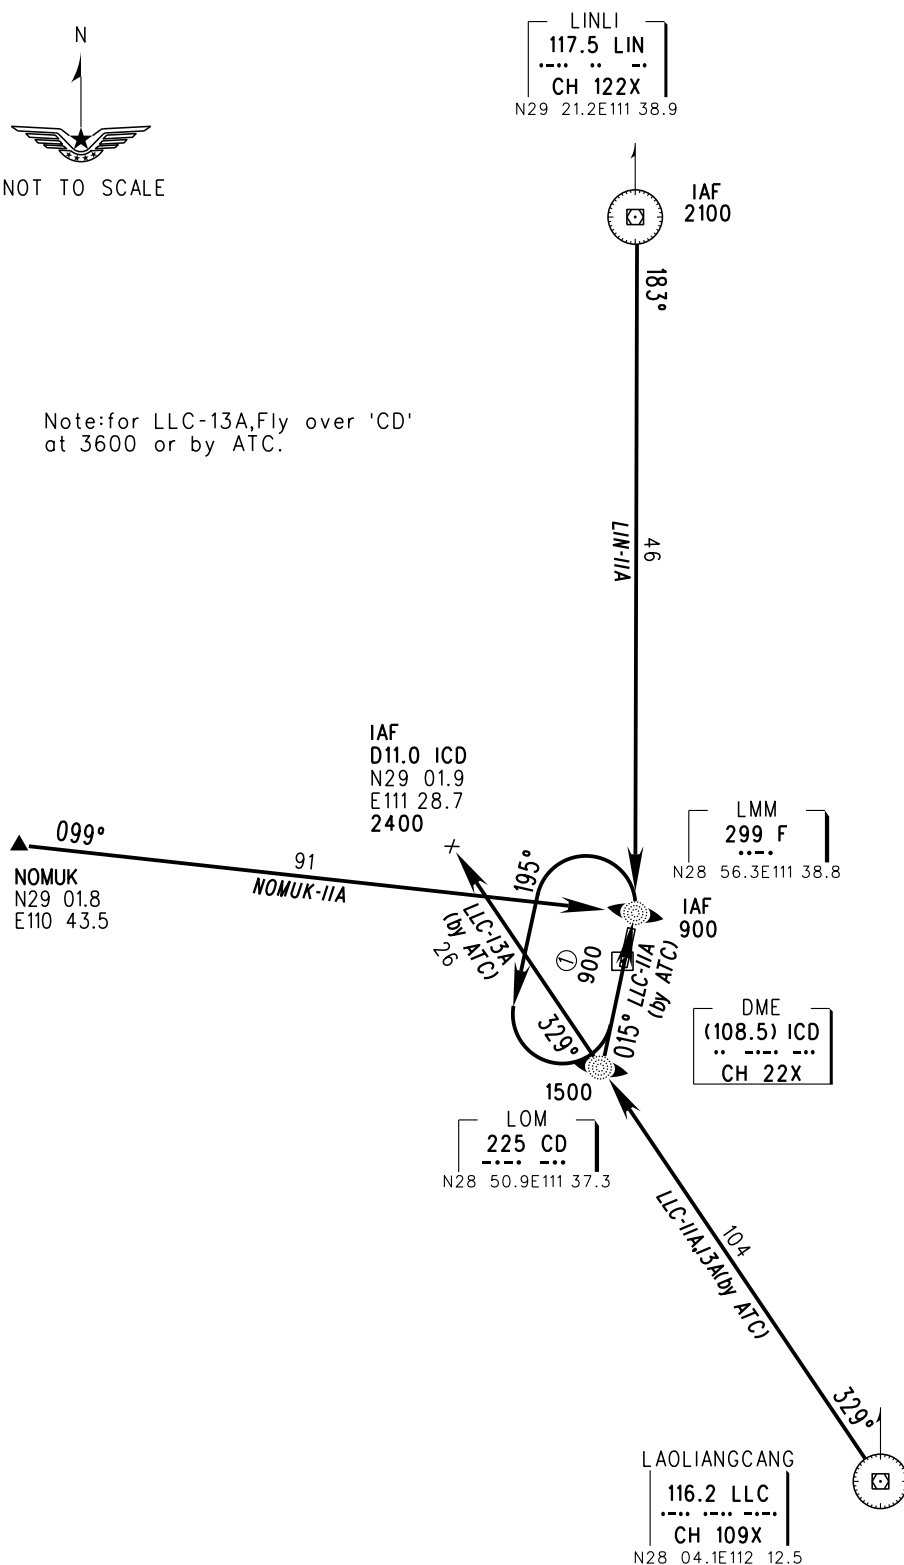 N
NOT TO SCALE
LINLI
117.5 LIN
CH 122X
N29 21.2E111 38.9
IAF
2100
183°
Note:for LLC-13A,Fly over 'CD'
at 3600 or by ATC.
LIN-11A
46
IAF
D11.0 ICD
N29 01.9
E111 28.7
2400
LMM
299 F
N28 56.3E111 38.8
099°
91
NOMUK-11A
NOMUK
N29 01.8
E110 43.5
195°
IAF
900
LLC-13A
(by ATC)
26
1
900
LLC-11A
(by ATC)
015°
329°
DME
(108.5) ICD
CH 22X
1500
LOM
225 CD
N28 50.9E111 37.3
104
LLC-11A,13A(by ATC)
329°
LAOLIANGCANG
116.2 LLC
CH 109X
N28 04.1E112 12.5